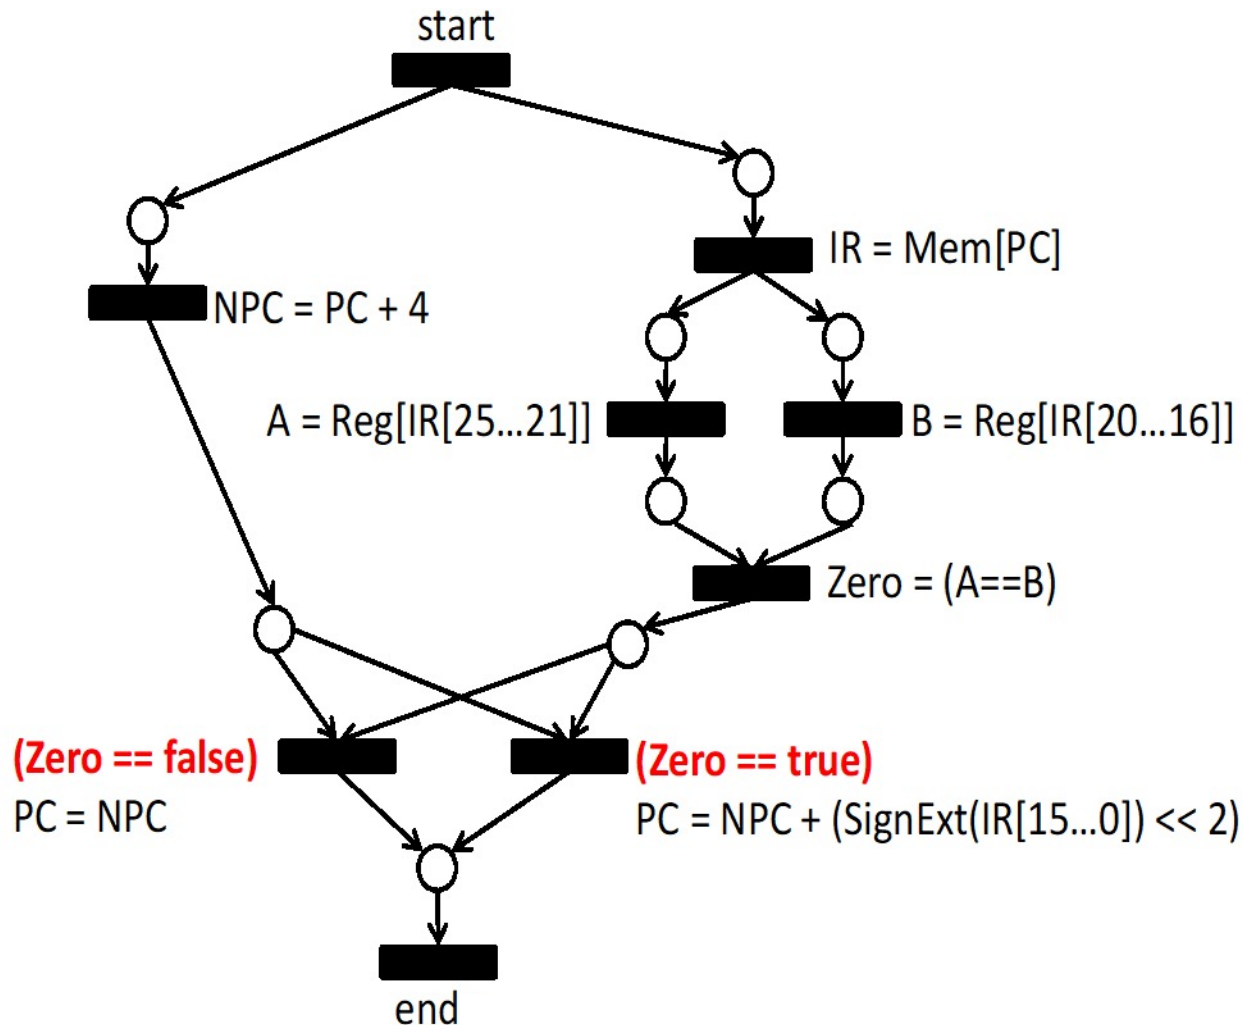 start
IR = Mem[PC]
NPC = PC + 4
A = Reg[IR[25...21]]
B = Reg[IR[20...16]]
Zero = (A==B)
(Zero == false)
PC = NPC
(Zero == true)
PC = NPC + (SignExt(IR[15...0]) << 2)
end